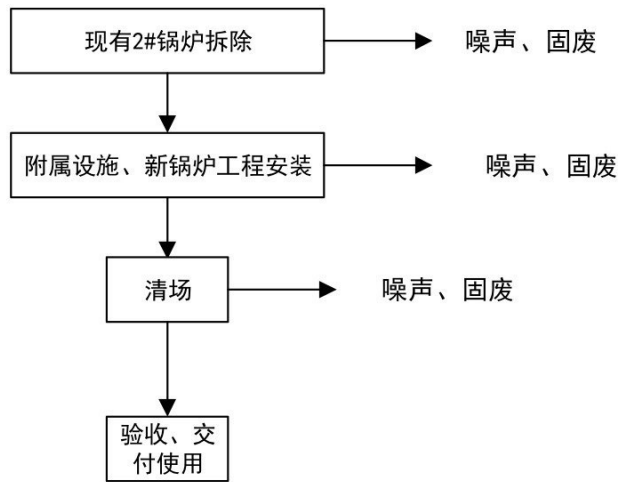 现有2#锅炉拆除
噪声、固废
附属设施、新锅炉工程安装
噪声、固废
清场
噪声、固废
验收、交
付使用